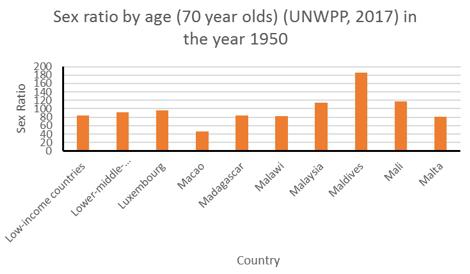 Sex ratio by age (70 year olds) (UNWPP, 2017) in
the year 1950
Sex Ratio
200
180
160
140
120
100
80
60
40
20
0
Low-income countries
Lower-middle-...
Luxembourg
Macao
Madagascar
Malawi
Malaysia
Maldives
Mali
Malta
Country